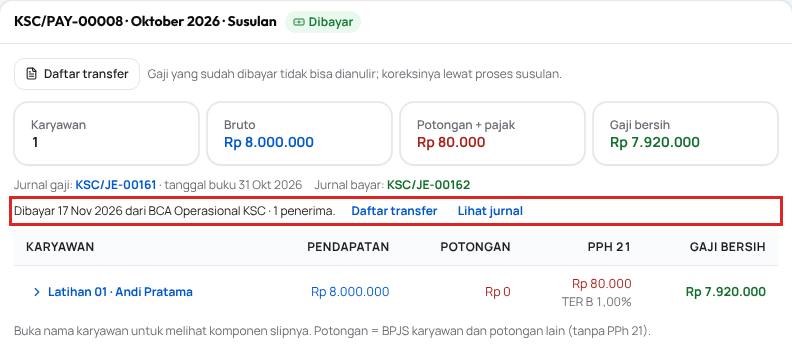 KSC/PAY-00008 · Oktober 2026 · Susulan Dibayar
Daftar transfer Gaji yang sudah dibayar tidak bisa dianulir; koreksinya lewat proses susulan.
Karyawan Bruto Potongan + pajak Gaji bersih
1 Rp 8.000.000 Rp 80.000 Rp 7.920.000
Jurnal gaji: KSC/JE-00161 · tanggal buku 31 Okt 2026 Jurnal bayar: KSC/JE-00162
Dibayar 17 Nov 2026 dari BCA Operasional KSC · 1 penerima. Daftar transfer Lihat jurnal
KARYAWAN PENDAPATAN POTONGAN PPH 21 GAJI BERSIH
Latihan 01 · Andi Pratama Rp 8.000.000 Rp 0 Rp 80.000 Rp 7.920.000
TER B 1,00%
Buka nama karyawan untuk melihat komponen slipnya. Potongan = BPJS karyawan dan potongan lain (tanpa PPh 21).